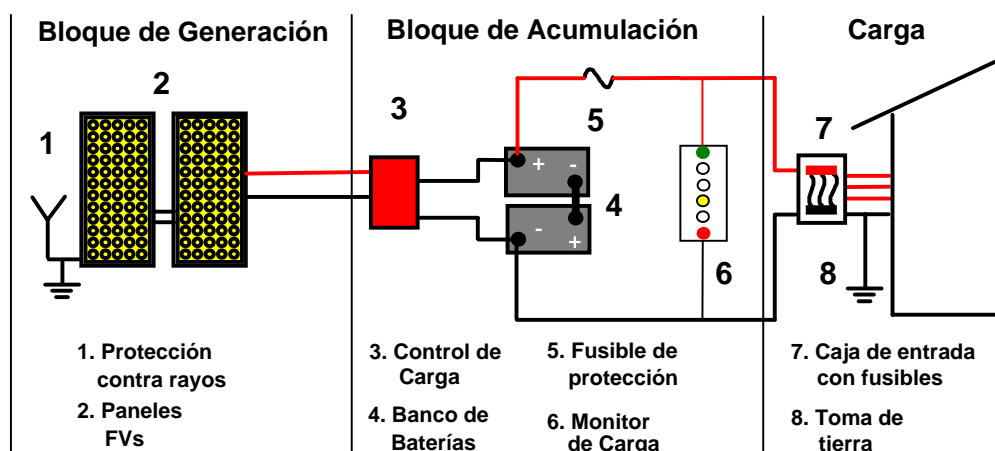 Bloque de Generación
Bloque de Acumulación
Carga
1
2
3
4
5
6
7
8
+ -
- +
1. Protección
contra rayos
2. Paneles
FVs
3. Control de
Carga
4. Banco de
Baterías
5. Fusible de
protección
6. Monitor
de Carga
7. Caja de entrada
con fusibles
8. Toma de
tierra